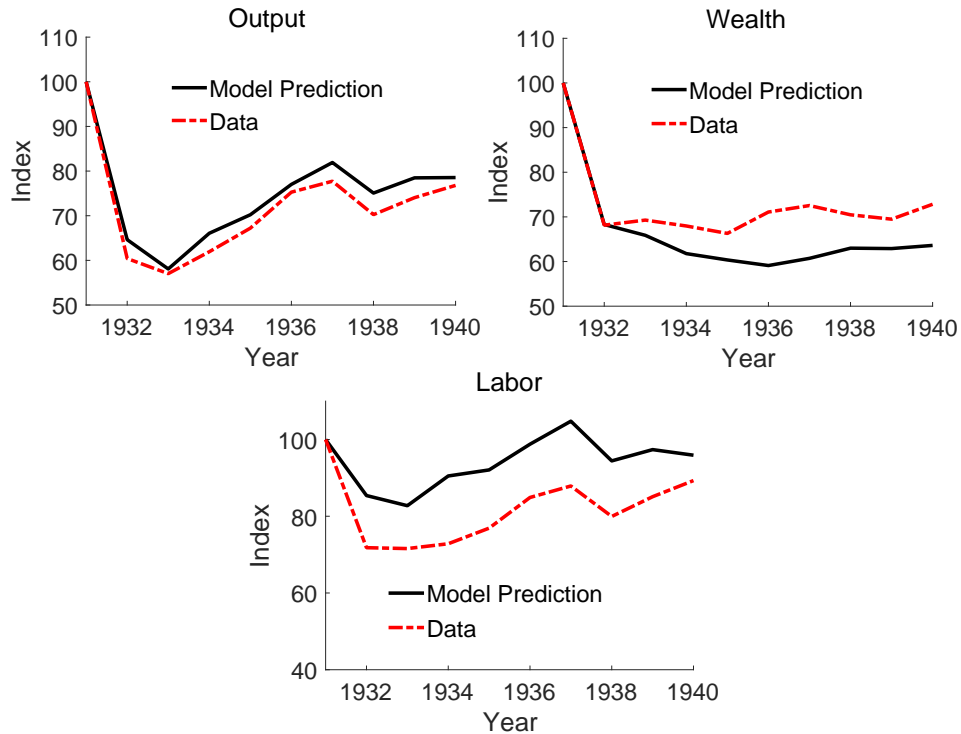 Output
110
100
90
80
70
60
50
Index
Model Prediction
Data
1932 1934 1936 1938 1940
Year
Wealth
110
100
90
80
70
60
50
Index
Model Prediction
Data
1932 1934 1936 1938 1940
Year
Labor
100
80
60
40
Index
Model Prediction
Data
1932 1934 1936 1938 1940
Year